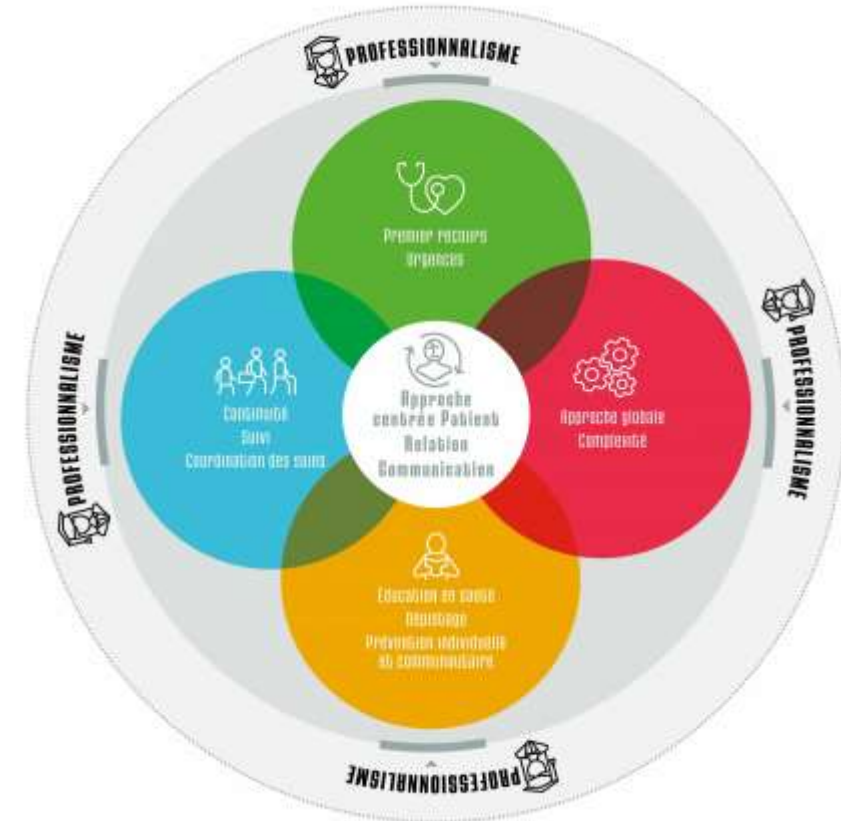 PROFESSIONNALISME
Premier recours
Urgences
PROFESSIONNALISME
Continuité
Suivi
Coordination des soins
Approche
centrée Patient
Relation
Communication
Approche globale
Complexité
PROFESSIONNALISME
Education en santé
Dépistage
Prévention individuelle
et communautaire
PROFESSIONNALISME